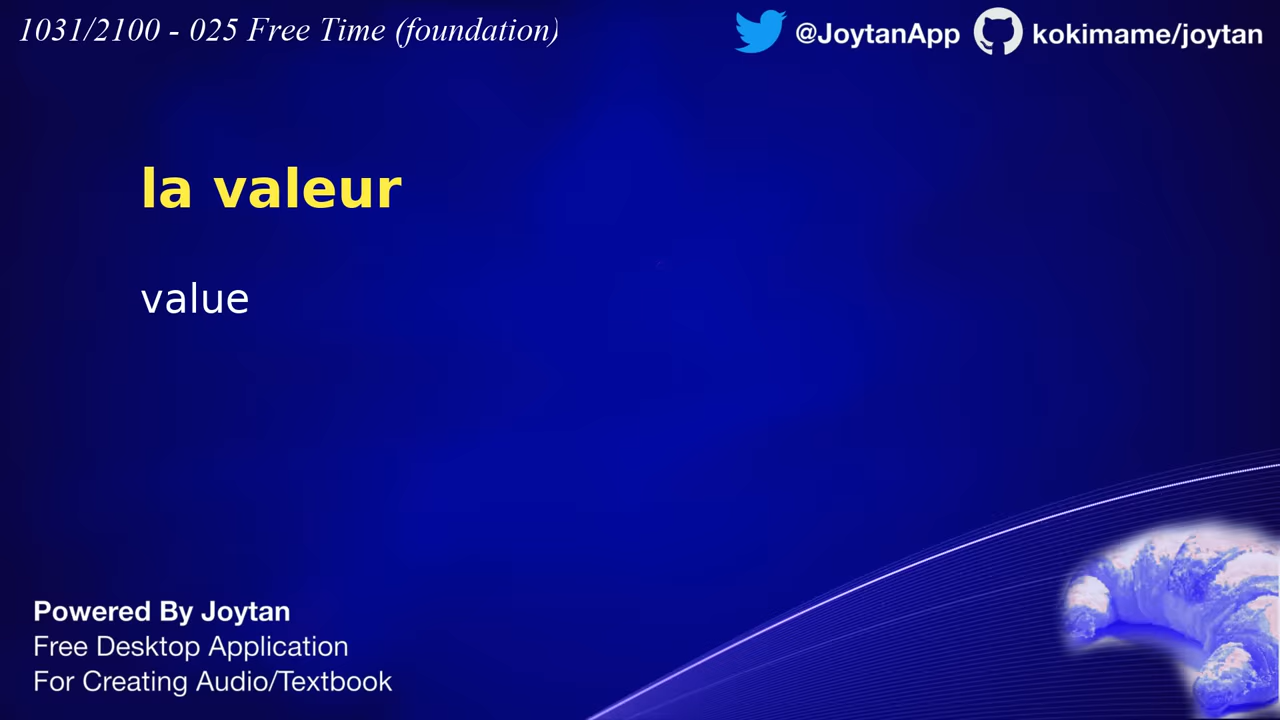 1031/2100 - 025 Free Time (foundation)
@JoytanApp kokimame/joytan
la valeur
value
Powered By Joytan
Free Desktop Application
For Creating Audio/Textbook